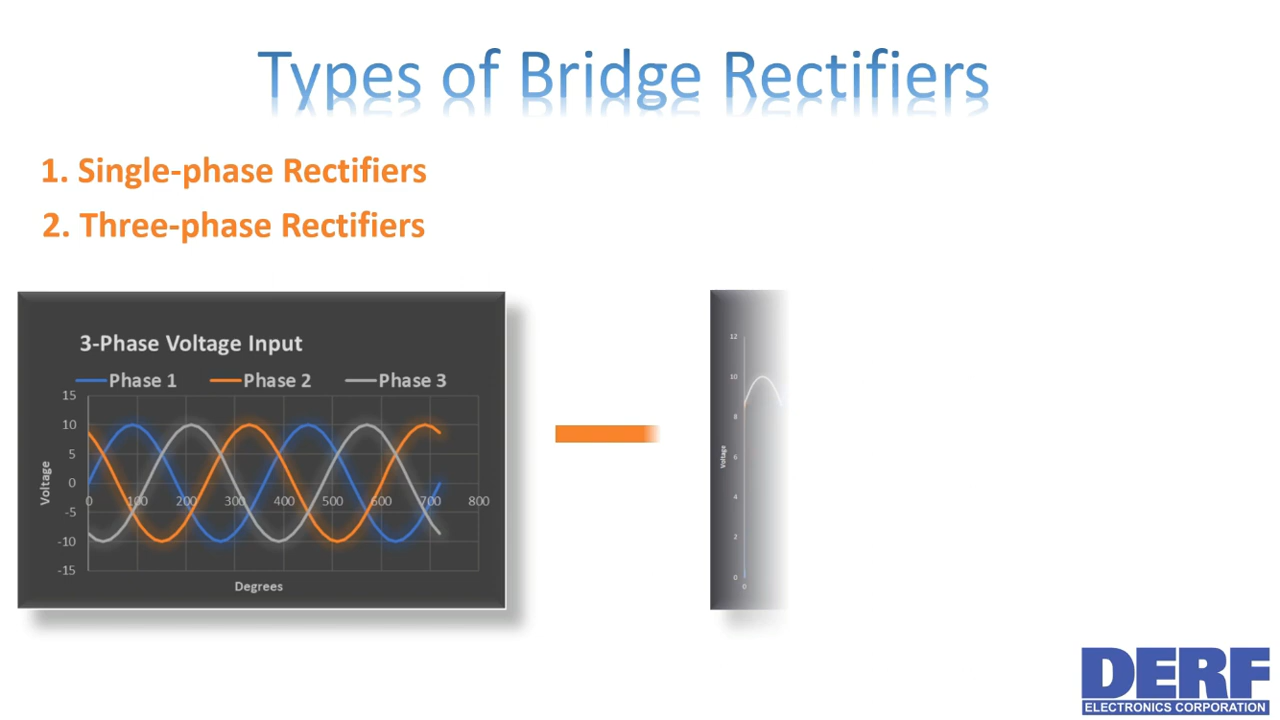 Types of Bridge Rectifiers
1. Single-phase Rectifiers
2. Three-phase Rectifiers
3-Phase Voltage Input
Phase 1 Phase 2 Phase 3
15
10
5
0
-5
-10
-15
Voltage
0 100 200 300 400 500 600 700 800
Degrees
12
10
8
6
4
2
0
Voltage
0
DERF
ELECTRONICS CORPORATION